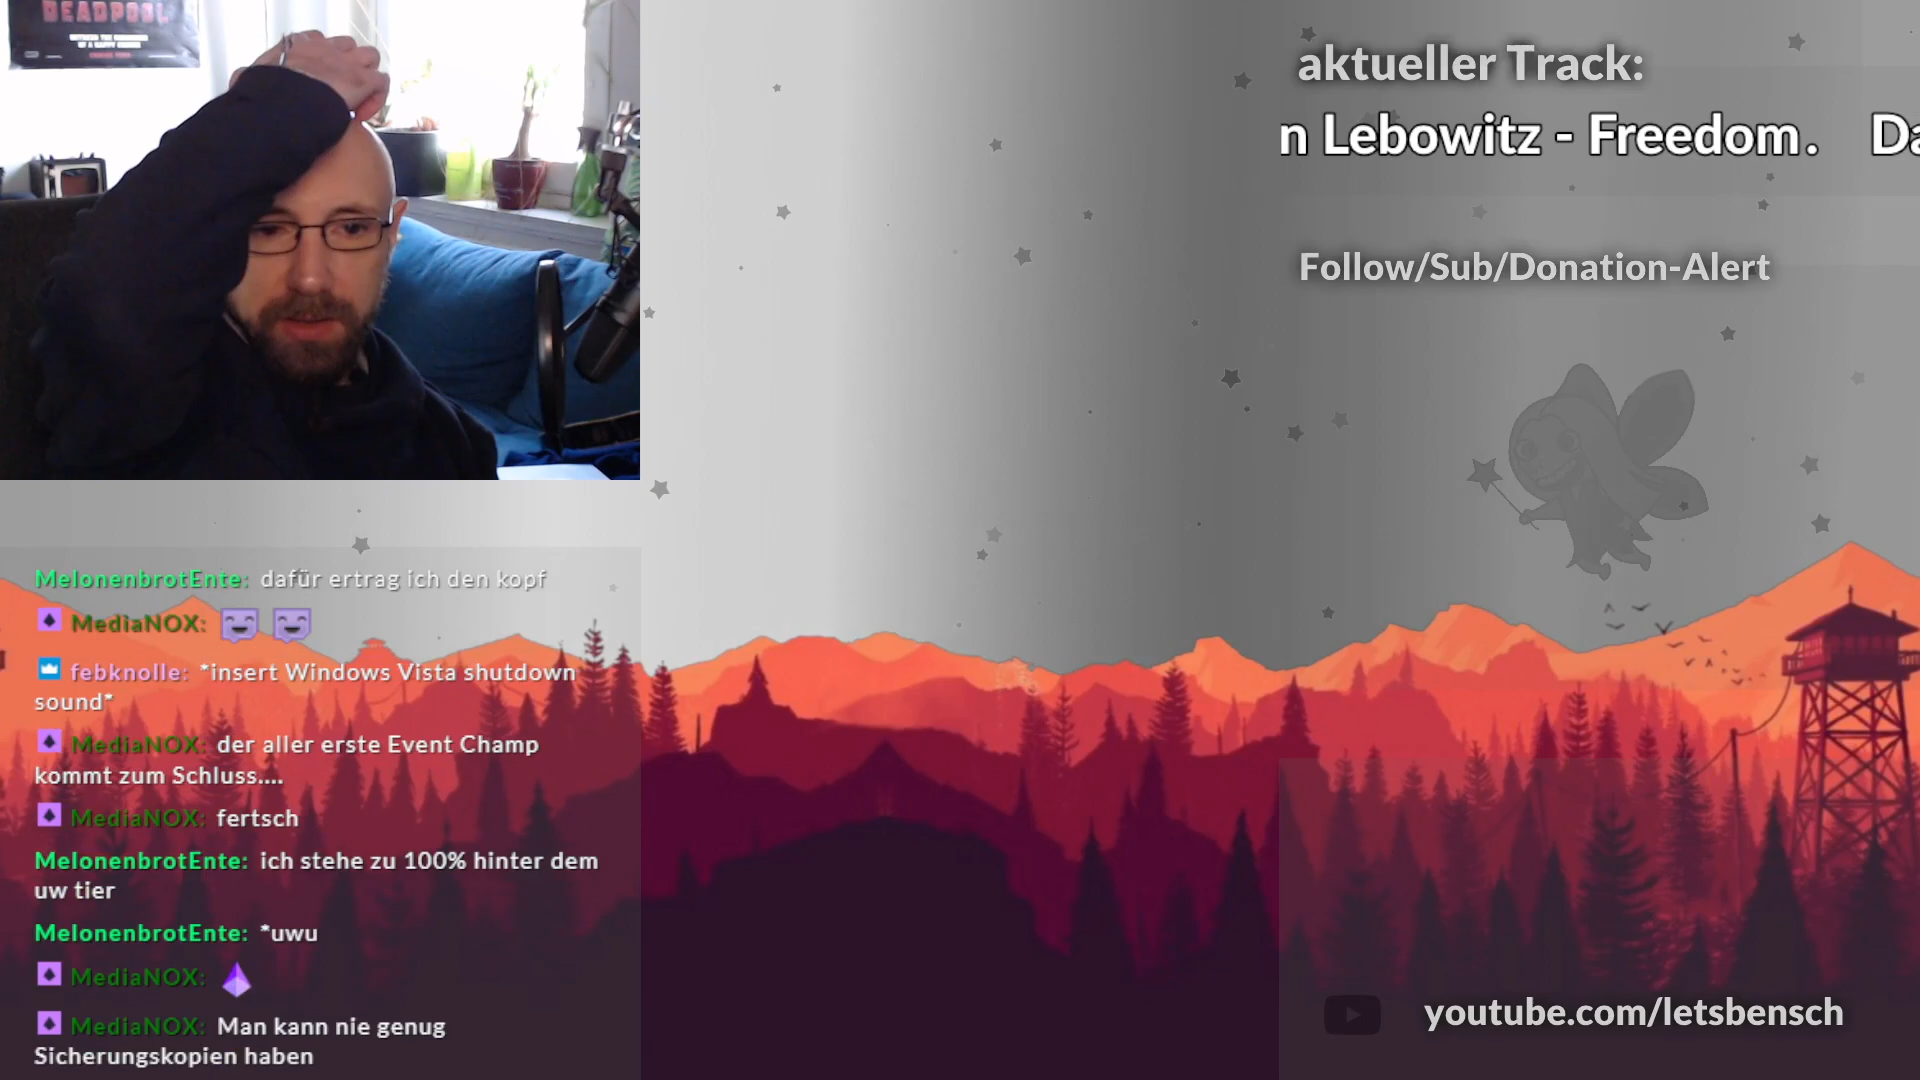 DEADPOOL
aktueller Track:
n Lebowitz - Freedom. Da
Follow/Sub/Donation-Alert
MelonenbrotEnte: dafür ertrag ich den kopf
MediaNOX:
febknolle: *insert Windows Vista shutdown
sound*
MediaNOX: der aller erste Event Champ
kommt zum Schluss....
MediaNOX: fertsch
MelonenbrotEnte: ich stehe zu 100% hinter dem
uw tier
MelonenbrotEnte: *uwu
MediaNOX:
MediaNOX: Man kann nie genug
Sicherungskopien haben
youtube.com/letsbensch